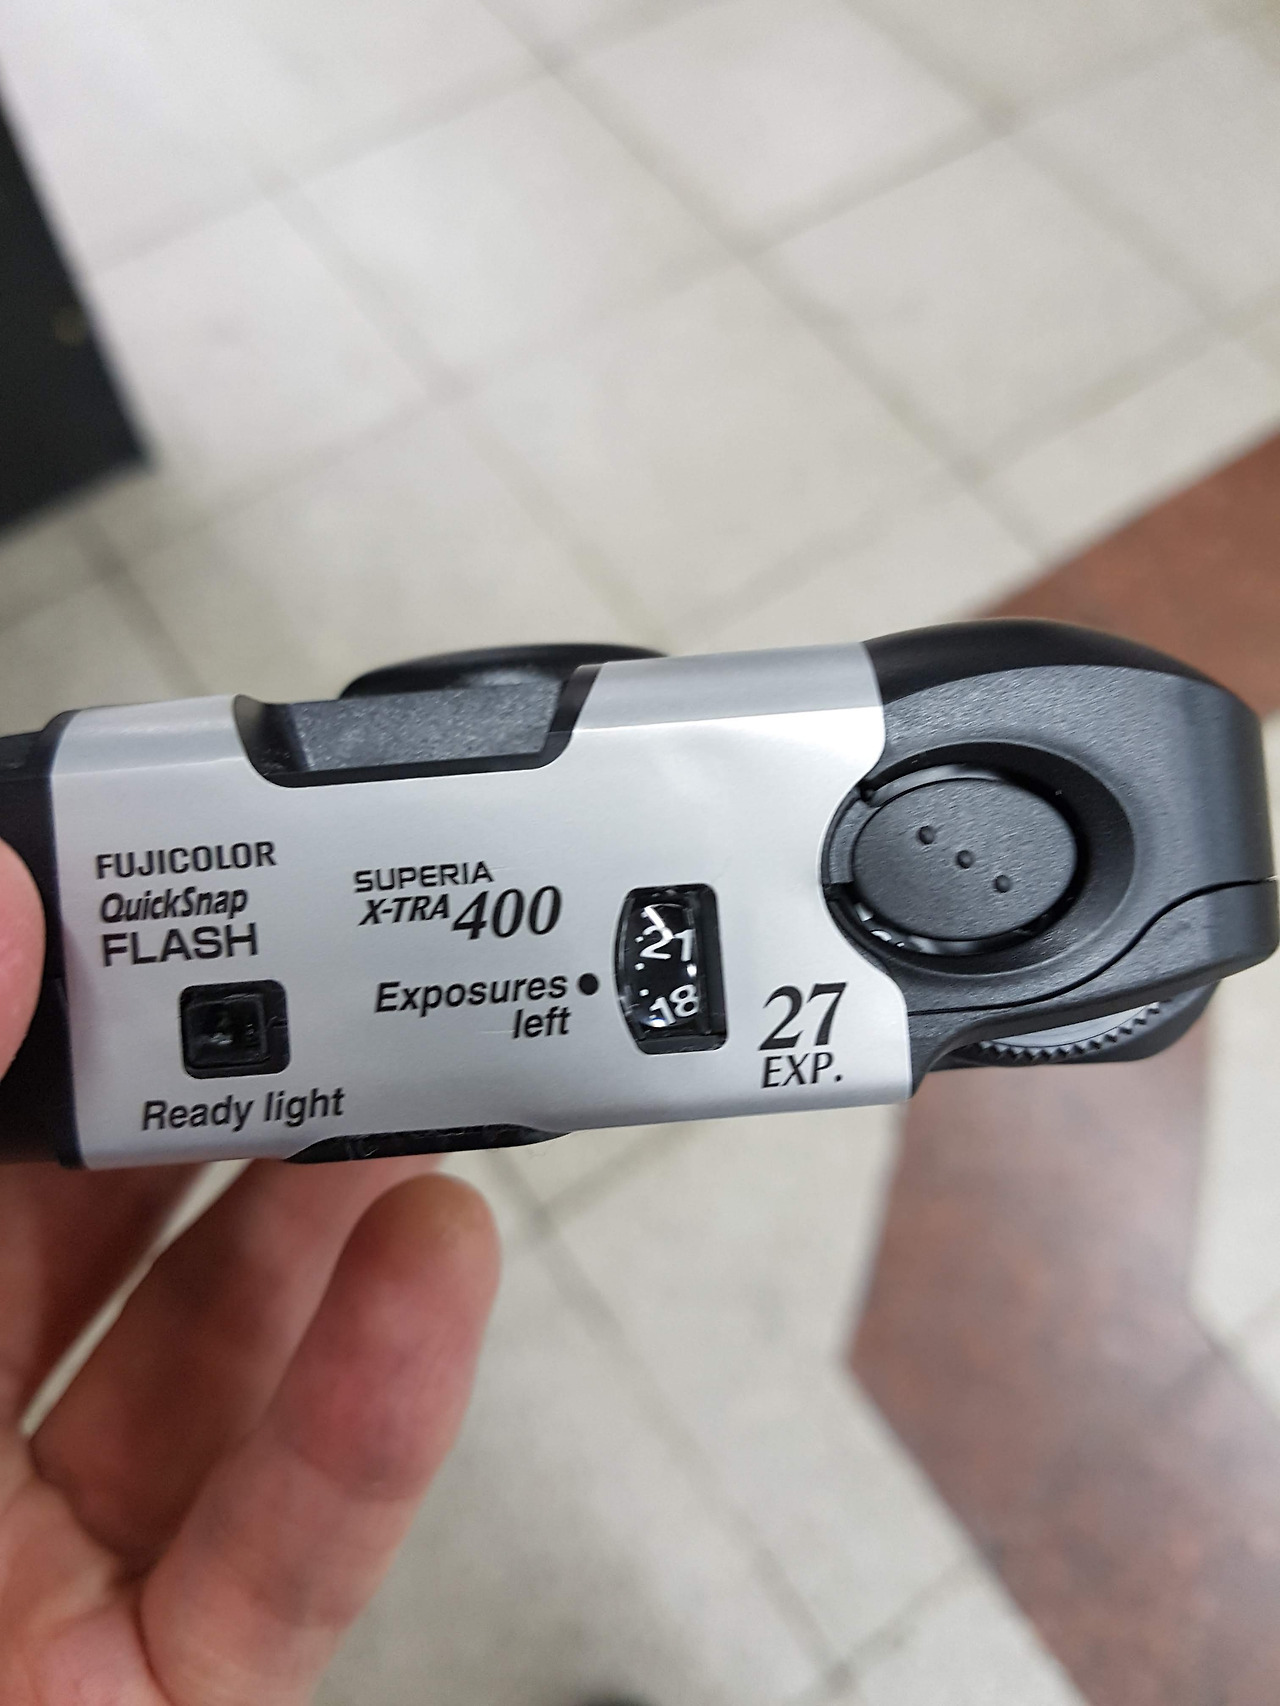 FUJICOLOR
QuickSnap
FLASH
SUPERIA
X-TRA 400
Exposures
left
21
18
27
EXP.
Ready light